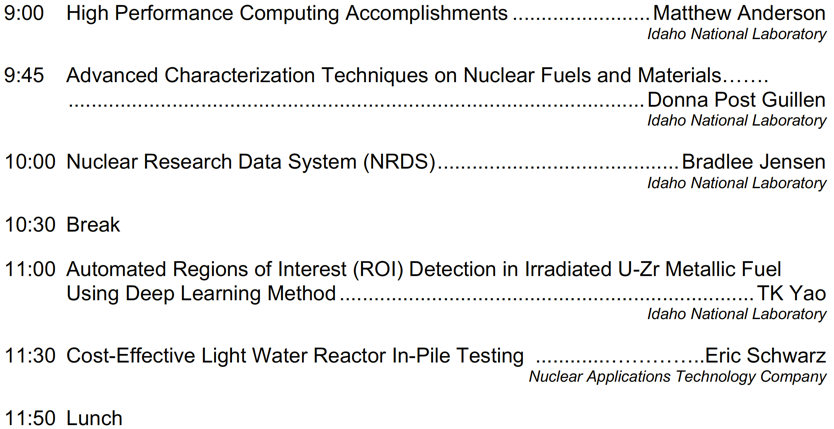 9:00 High Performance Computing Accomplishments ........................Matthew Anderson
Idaho National Laboratory
9:45 Advanced Characterization Techniques on Nuclear Fuels and Materials…….
.....................................................................................................Donna Post Guillen
Idaho National Laboratory
10:00 Nuclear Research Data System (NRDS)..........................................Bradlee Jensen
Idaho National Laboratory
10:30 Break
11:00 Automated Regions of Interest (ROI) Detection in Irradiated U-Zr Metallic Fuel
Using Deep Learning Method.........................................................................TK Yao
Idaho National Laboratory
11:30 Cost-Effective Light Water Reactor In-Pile Testing .............……………..Eric Schwarz
Nuclear Applications Technology Company
11:50 Lunch